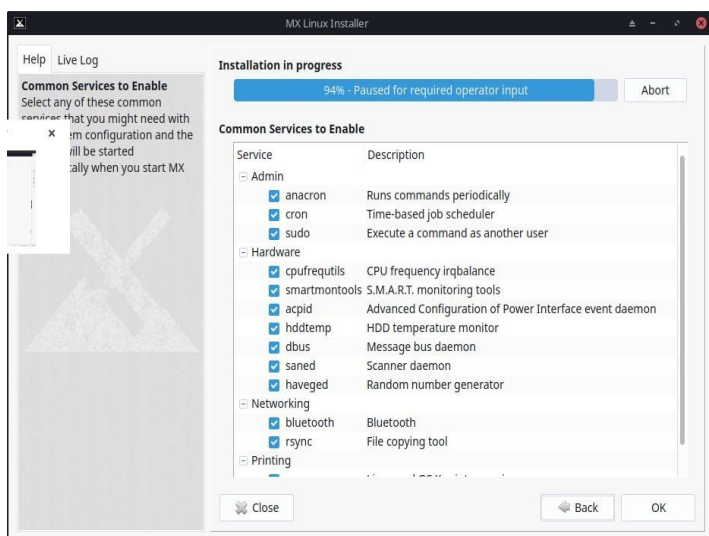 MX Linux Installer
Help Live Log
Common Services to Enable
Select any of these common
services that you might need with
em configuration and the
ill be started
cally when you start MX
Installation in progress
94% - Paused for required operator input
Abort
Common Services to Enable
Service Description
Admin
anacron Runs commands periodically
cron Time-based job scheduler
sudo Execute a command as another user
Hardware
cpufrequtils CPU frequency irqbalance
smartmontools S.M.A.R.T. monitoring tools
acpid Advanced Configuration of Power Interface event daemon
hddtemp HDD temperature monitor
dbus Message bus daemon
saned Scanner daemon
haveged Random number generator
Networking
bluetooth Bluetooth
rsync File copying tool
Printing
Close Back OK